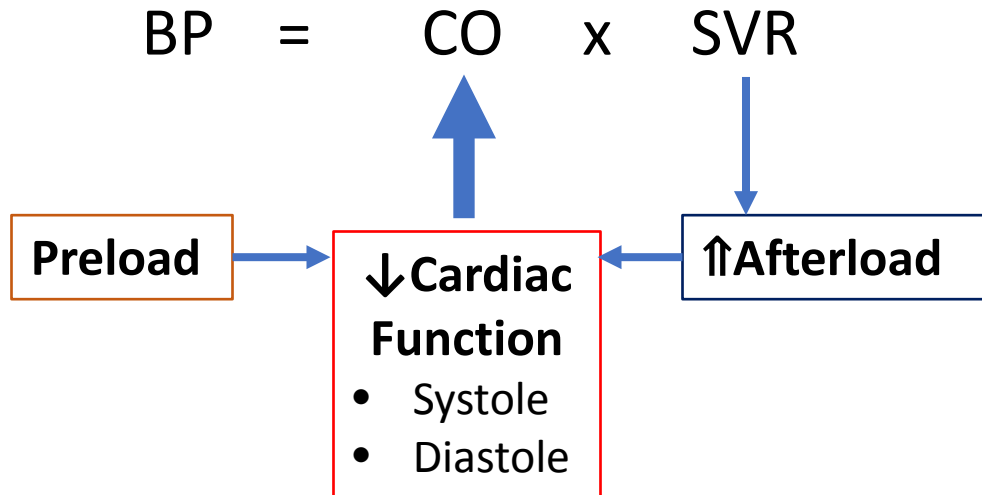 BP = CO x SVR
Preload
⇑Afterload
↓Cardiac
Function
• Systole
• Diastole